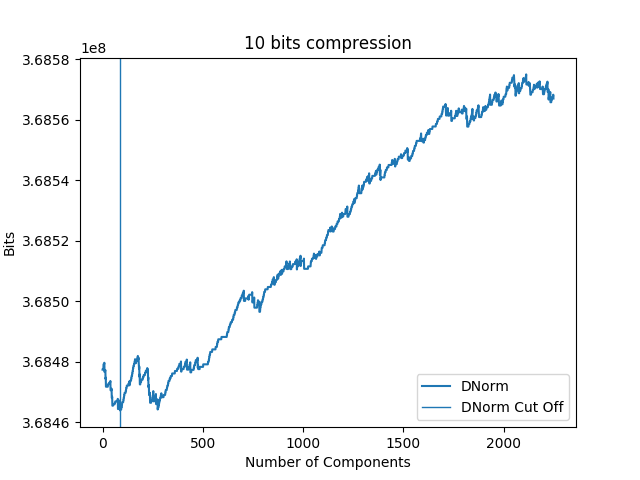 10 bits compression
1e8
3.6858
3.6856
3.6854
3.6852
3.6850
3.6848
3.6846
Bits
0
500
1000
1500
2000
Number of Components
DNorm
DNorm Cut Off